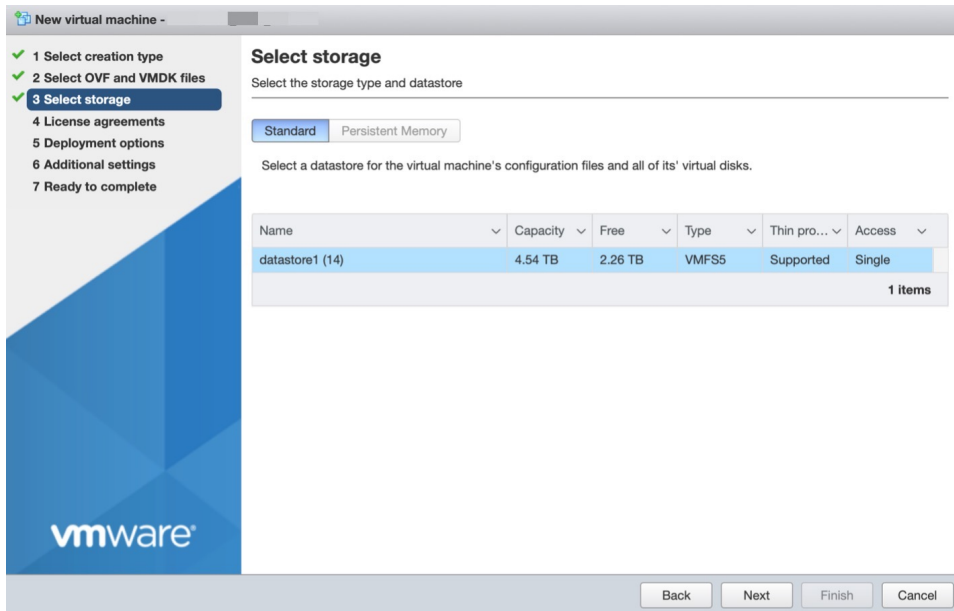 New virtual machine -
1 Select creation type
2 Select OVF and VMDK files
3 Select storage
4 License agreements
5 Deployment options
6 Additional settings
7 Ready to complete
vmware®
Select storage
Select the storage type and datastore
Standard Persistent Memory
Select a datastore for the virtual machine's configuration files and all of its' virtual disks.
Name Capacity Free Type Thin pro... Access
datastore1 (14) 4.54 TB 2.26 TB VMFS5 Supported Single
1 items
Back Next Finish Cancel